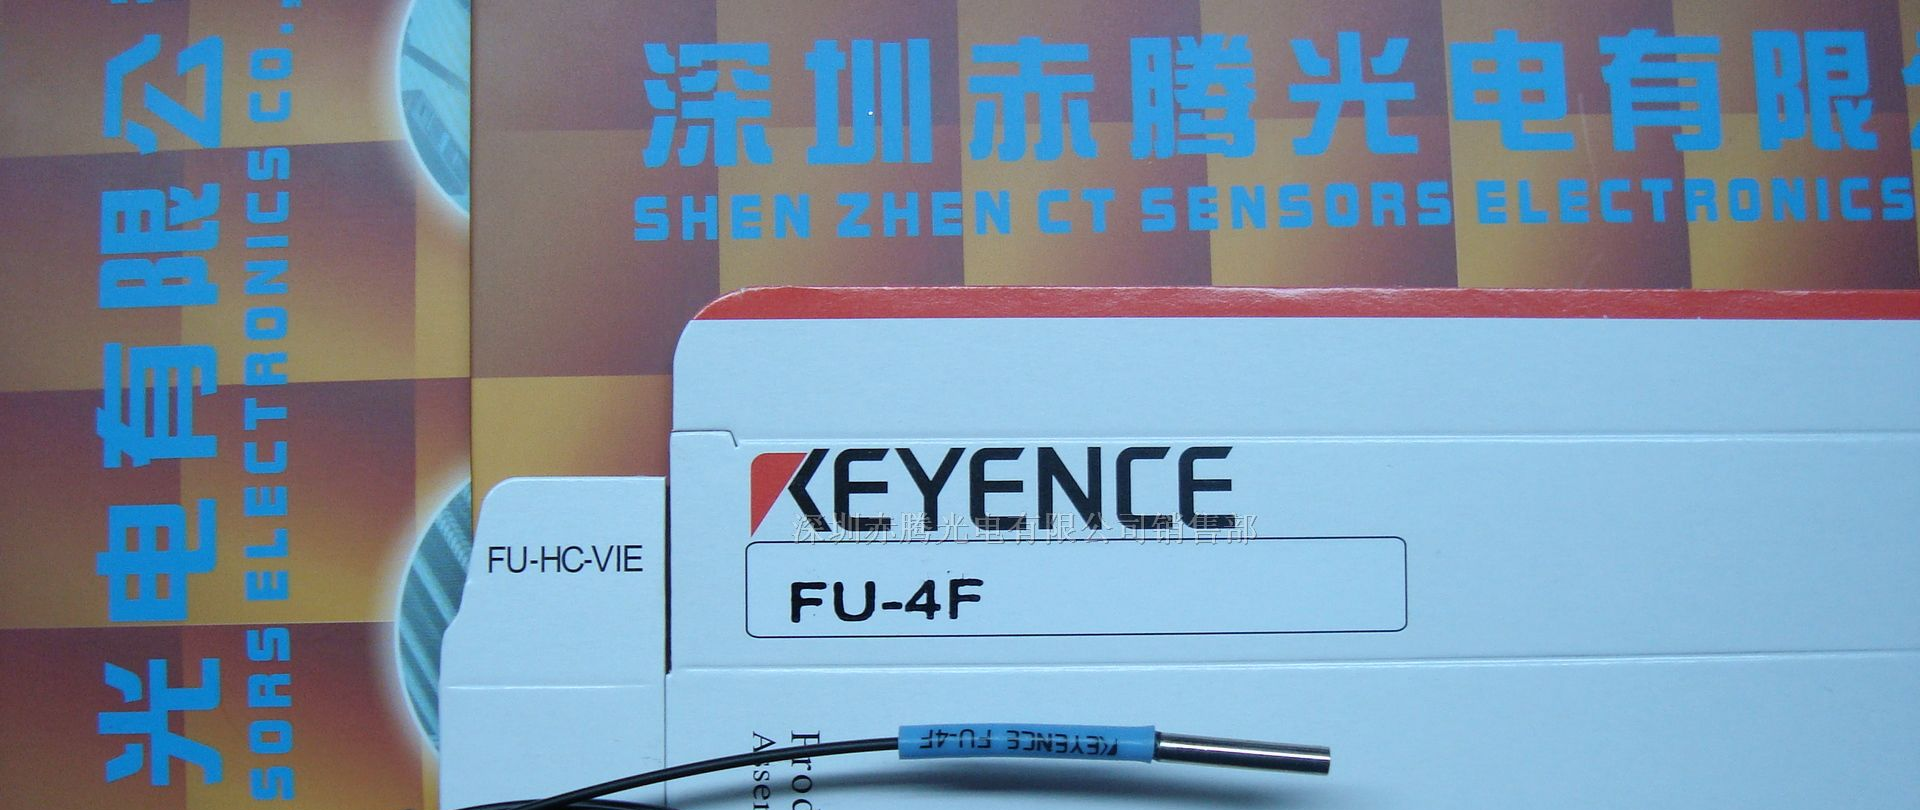 深圳赤腾光电有限
SHEN ZHEN CT SENSORS ELECTRONICS
光电有限公
SORS ELECTRONICS CO.,
KEYENCE
深圳赤腾光电有限公司销售部
FU-HC-VIE
FU-4F
KEYENCE FU-4F
Prod
Assem